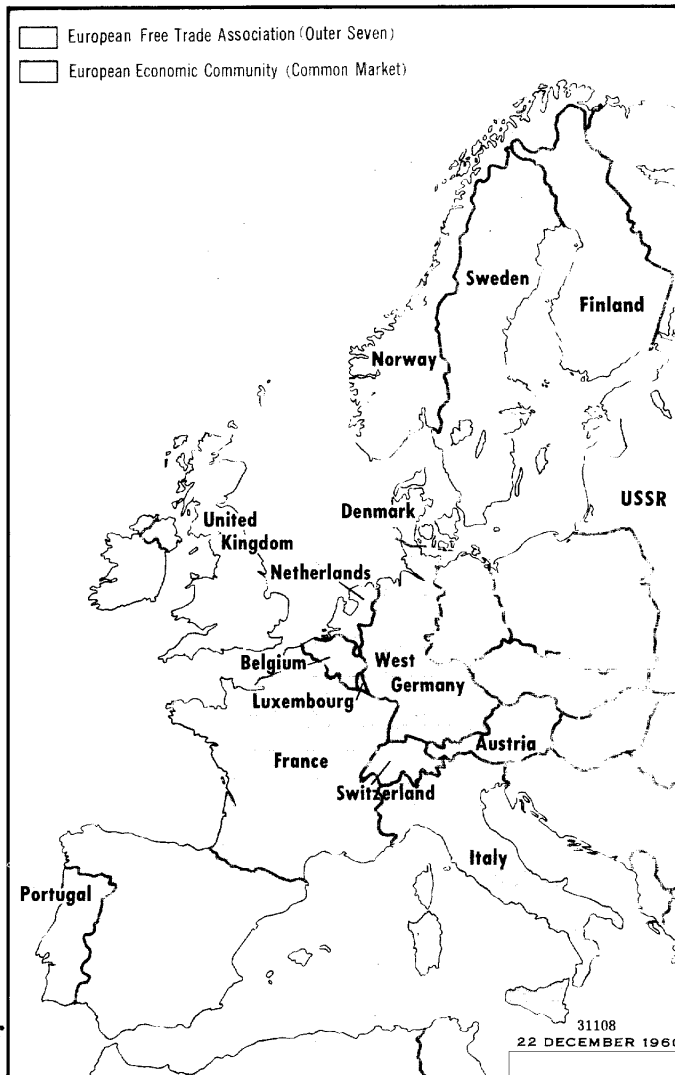 European Free Trade Association (Outer Seven)
European Economic Community (Common Market)
Sweden
Finland
Norway
USSR
Denmark
United
Kingdom
Netherlands
Belgium
West
Germany
Luxembourg
France
Austria
Switzerland
Italy
Portugal
31108
22 DECEMBER 1960